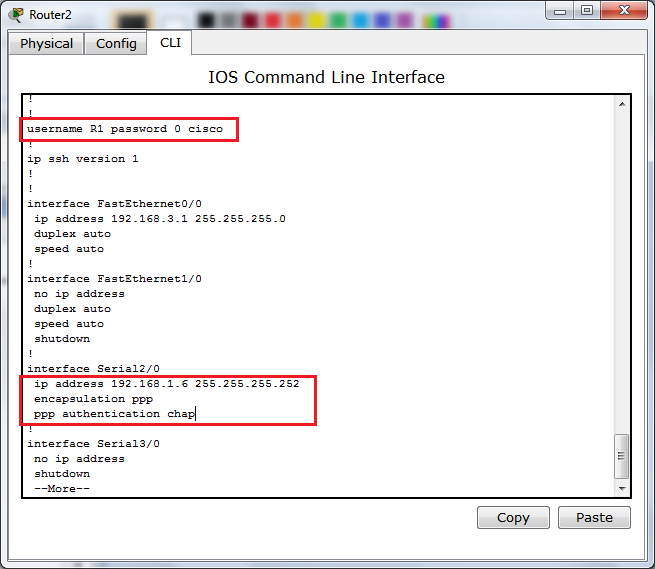 Router2
Physical Config CLI
IOS Command Line Interface
!
!
username R1 password 0 cisco
!
ip ssh version 1
!
!
interface FastEthernet0/0
ip address 192.168.3.1 255.255.255.0
duplex auto
speed auto
!
interface FastEthernet1/0
no ip address
duplex auto
speed auto
shutdown
!
interface Serial2/0
ip address 192.168.1.6 255.255.255.252
encapsulation ppp
ppp authentication chap
!
interface Serial3/0
no ip address
shutdown
--More--
Copy Paste